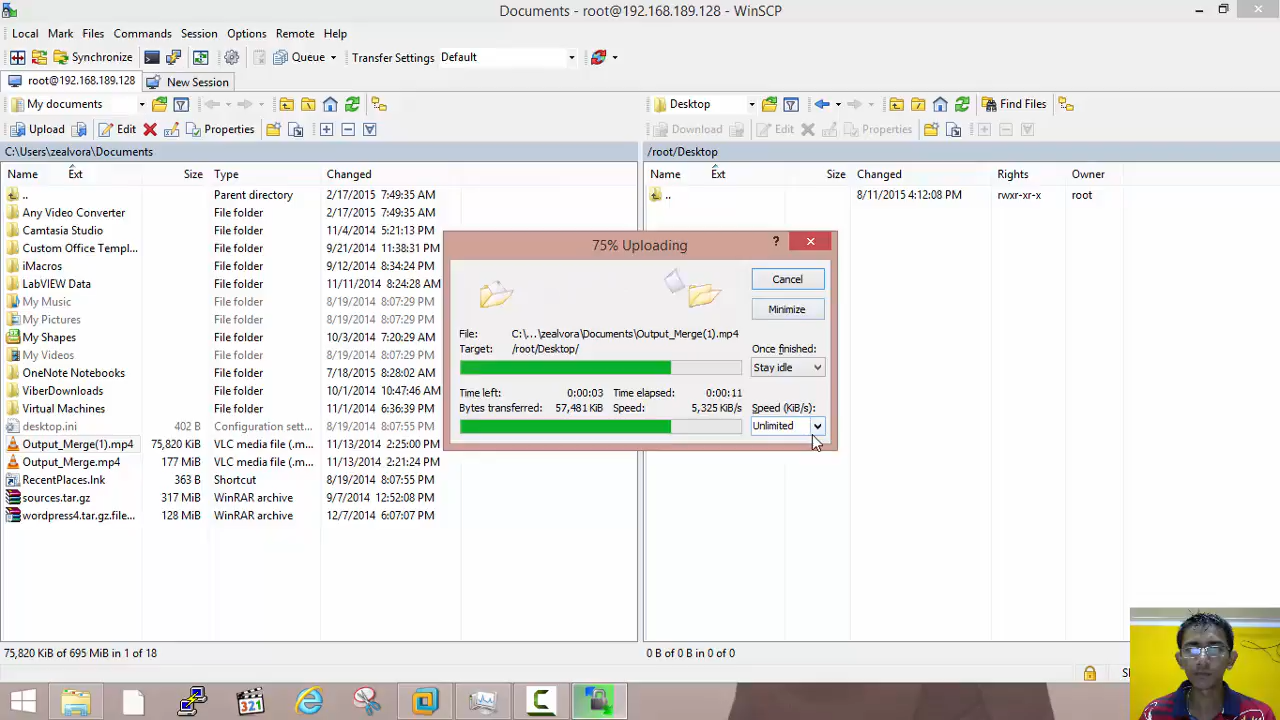 Documents - root@192.168.189.128 - WinSCP
Local Mark Files Commands Session Options Remote Help
Synchronize Queue Transfer Settings Default
root@192.168.189.128 New Session
My documents Desktop Find Files
Upload Edit Properties Download Edit Properties
C:\Users\zealvora\Documents /root/Desktop
Name Ext Size Type Changed Name Ext Size Changed Rights Owner
.. Parent directory 2/17/2015 7:49:35 AM .. 8/11/2015 4:12:08 PM rwxr-xr-x root
Any Video Converter File folder 2/17/2015 7:49:35 AM
Camtasia Studio File folder 11/4/2014 5:21:13 PM
Custom Office Templ... File folder 9/21/2014 11:38:31 PM
iMacros File folder 9/12/2014 8:34:24 PM
LabVIEW Data File folder 11/11/2014 8:24:28 AM
My Music File folder 8/19/2014 8:07:29 PM
My Pictures File folder 8/19/2014 8:07:29 PM
My Shapes File folder 10/3/2014 7:20:29 AM
My Videos File folder 8/19/2014 8:07:29 PM
OneNote Notebooks File folder 7/18/2015 8:28:02 AM
ViberDownloads File folder 10/1/2014 10:47:46 AM
Virtual Machines File folder 11/1/2014 6:36:39 PM
desktop.ini 402 B Configuration sett... 8/19/2014 8:07:55 PM
Output_Merge(1).mp4 75,820 KiB VLC media file (.m... 11/13/2014 2:25:00 PM
Output_Merge.mp4 177 MiB VLC media file (.m... 11/13/2014 2:21:24 PM
RecentPlaces.lnk 363 B Shortcut 8/19/2014 8:07:55 PM
sources.tar.gz 317 MiB WinRAR archive 9/7/2014 12:52:08 PM
wordpress4.tar.gz.file... 128 MiB WinRAR archive 12/7/2014 6:07:07 PM
75% Uploading ?
Cancel
Minimize
File: C:\...\zealvora\Documents\Output_Merge(1).mp4
Target: /root/Desktop/
Once finished:
Stay idle
Time left: 0:00:03 Time elapsed: 0:00:11
Bytes transferred: 57,481 KiB Speed: 5,325 KiB/s
Speed (KiB/s):
Unlimited
75,820 KiB of 695 MiB in 1 of 18 0 B of 0 B in 0 of 0
321